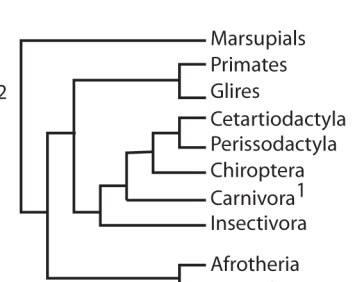 Marsupials
Primates
2
Glires
Cetartiodactyla
Perissodactyla
Chiroptera
Carnivora1
Insectivora
Afrotheria